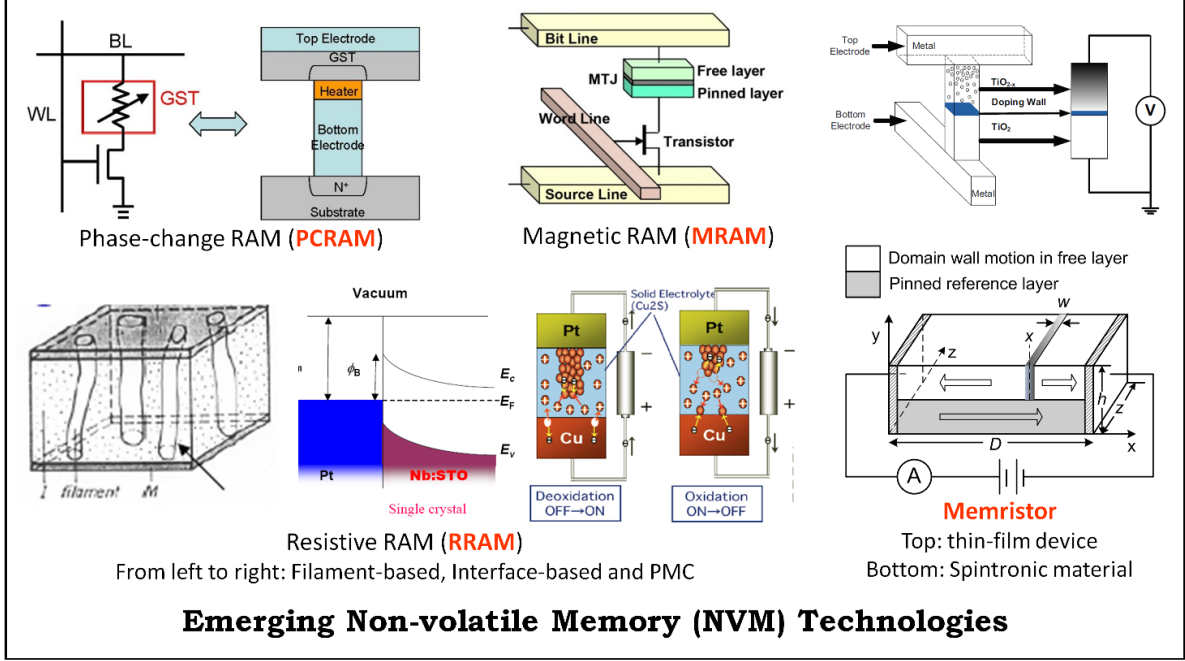 BL
WL
GST
Top Electrode
GST
Heater
Bottom
Electrode
N+
Substrate
Phase-change RAM (PCRAM)
Bit Line
MTJ
Free layer
Pinned layer
Word Line
Transistor
Source Line
Magnetic RAM (MRAM)
Top
Electrode
Metal
TiO2-x
Doping Wall
Bottom
Electrode
TiO2
Metal
V
Domain wall motion in free layer
Pinned reference layer
w
y
z
x
h
z
D
x
A
Memristor
Top: thin-film device
Bottom: Spintronic material
filament
M
Vacuum
ϕB
Ec
EF
Ev
Pt
Nb:STO
Single crystal
Solid Electrolyte
(Cu2S)
Pt
Cu
−
+
Deoxidation
OFF→ON
Pt
Cu
−
+
Oxidation
ON→OFF
Resistive RAM (RRAM)
From left to right: Filament-based, Interface-based and PMC
Emerging Non-volatile Memory (NVM) Technologies